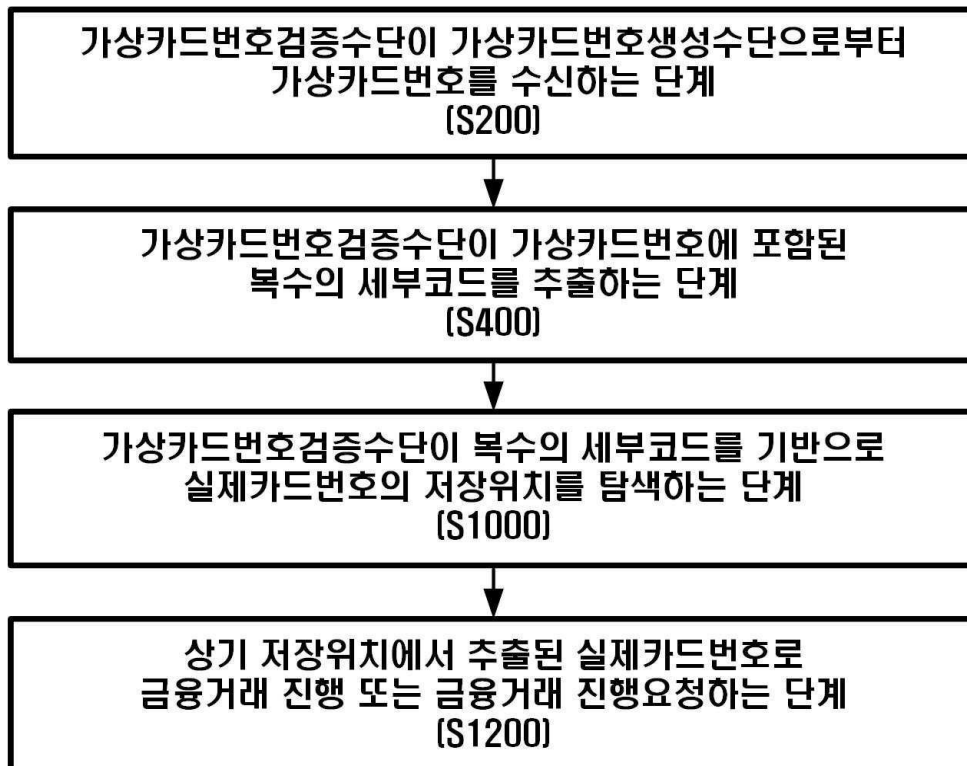 가상카드번호검증수단이 가상카드번호생성수단으로부터
가상카드번호를 수신하는 단계
(S200)
가상카드번호검증수단이 가상카드번호에 포함된
복수의 세부코드를 추출하는 단계
(S400)
가상카드번호검증수단이 복수의 세부코드를 기반으로
실제카드번호의 저장위치를 탐색하는 단계
(S1000)
상기 저장위치에서 추출된 실제카드번호로
금융거래 진행 또는 금융거래 진행요청하는 단계
(S1200)